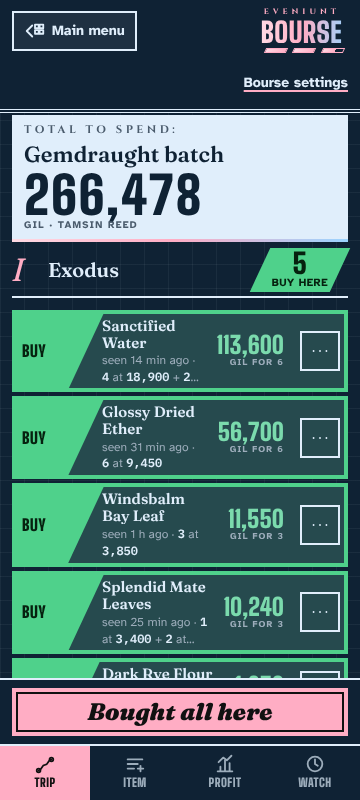 Main menu
EVENIUNT
BOURSE
Bourse settings
TOTAL TO SPEND:
Gemdraught batch
266,478
GIL · TAMSIN REED
I
Exodus
5
BUY HERE
BUY
Sanctified
Water
seen 14 min ago ·
4 at 18,900 + 2...
113,600
GIL FOR 6
...
BUY
Glossy Dried
Ether
seen 31 min ago ·
6 at 9,450
56,700
GIL FOR 6
...
BUY
Windsbalm
Bay Leaf
seen 1 h ago · 3 at
3,850
11,550
GIL FOR 3
...
BUY
Splendid Mate
Leaves
seen 25 min ago · 1
at 3,400 + 2 at...
10,240
GIL FOR 3
...
Dark Rye Flour
Bought all here
TRIP
ITEM
PROFIT
WATCH